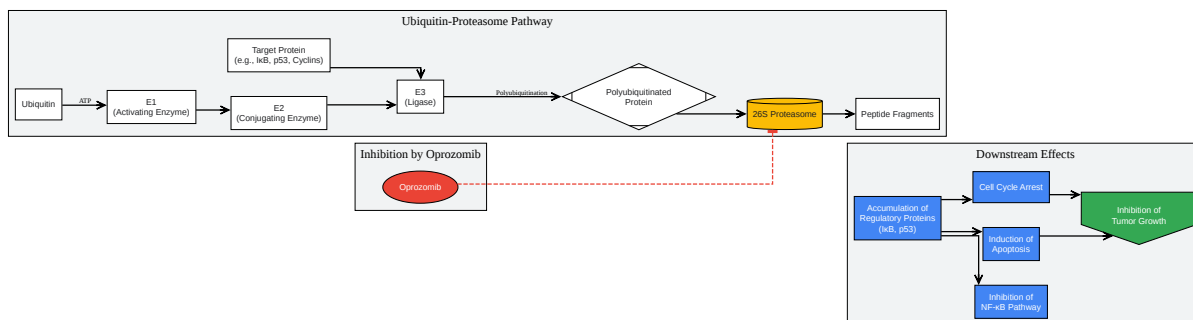 Ubiquitin-Proteasome Pathway
Target Protein
(e.g., IκB, p53, Cyclins)
Ubiquitin
ATP
E1
(Activating Enzyme)
E2
(Conjugating Enzyme)
E3
(Ligase)
Polyubiquitination
Polyubiquitinated
Protein
26S Proteasome
Peptide Fragments
Inhibition by Oprozomib
Oprozomib
Downstream Effects
Cell Cycle Arrest
Accumulation of
Regulatory Proteins
(IκB, p53)
Induction of
Apoptosis
Inhibition of
Tumor Growth
Inhibition of
NF-κB Pathway